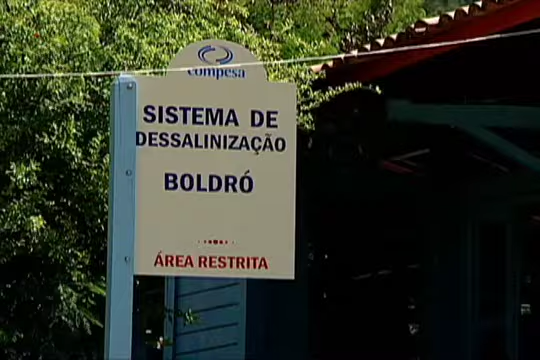 compesa
SISTEMA DE
DESSALINIZAÇÃO
BOLDRÓ
ÁREA RESTRITA